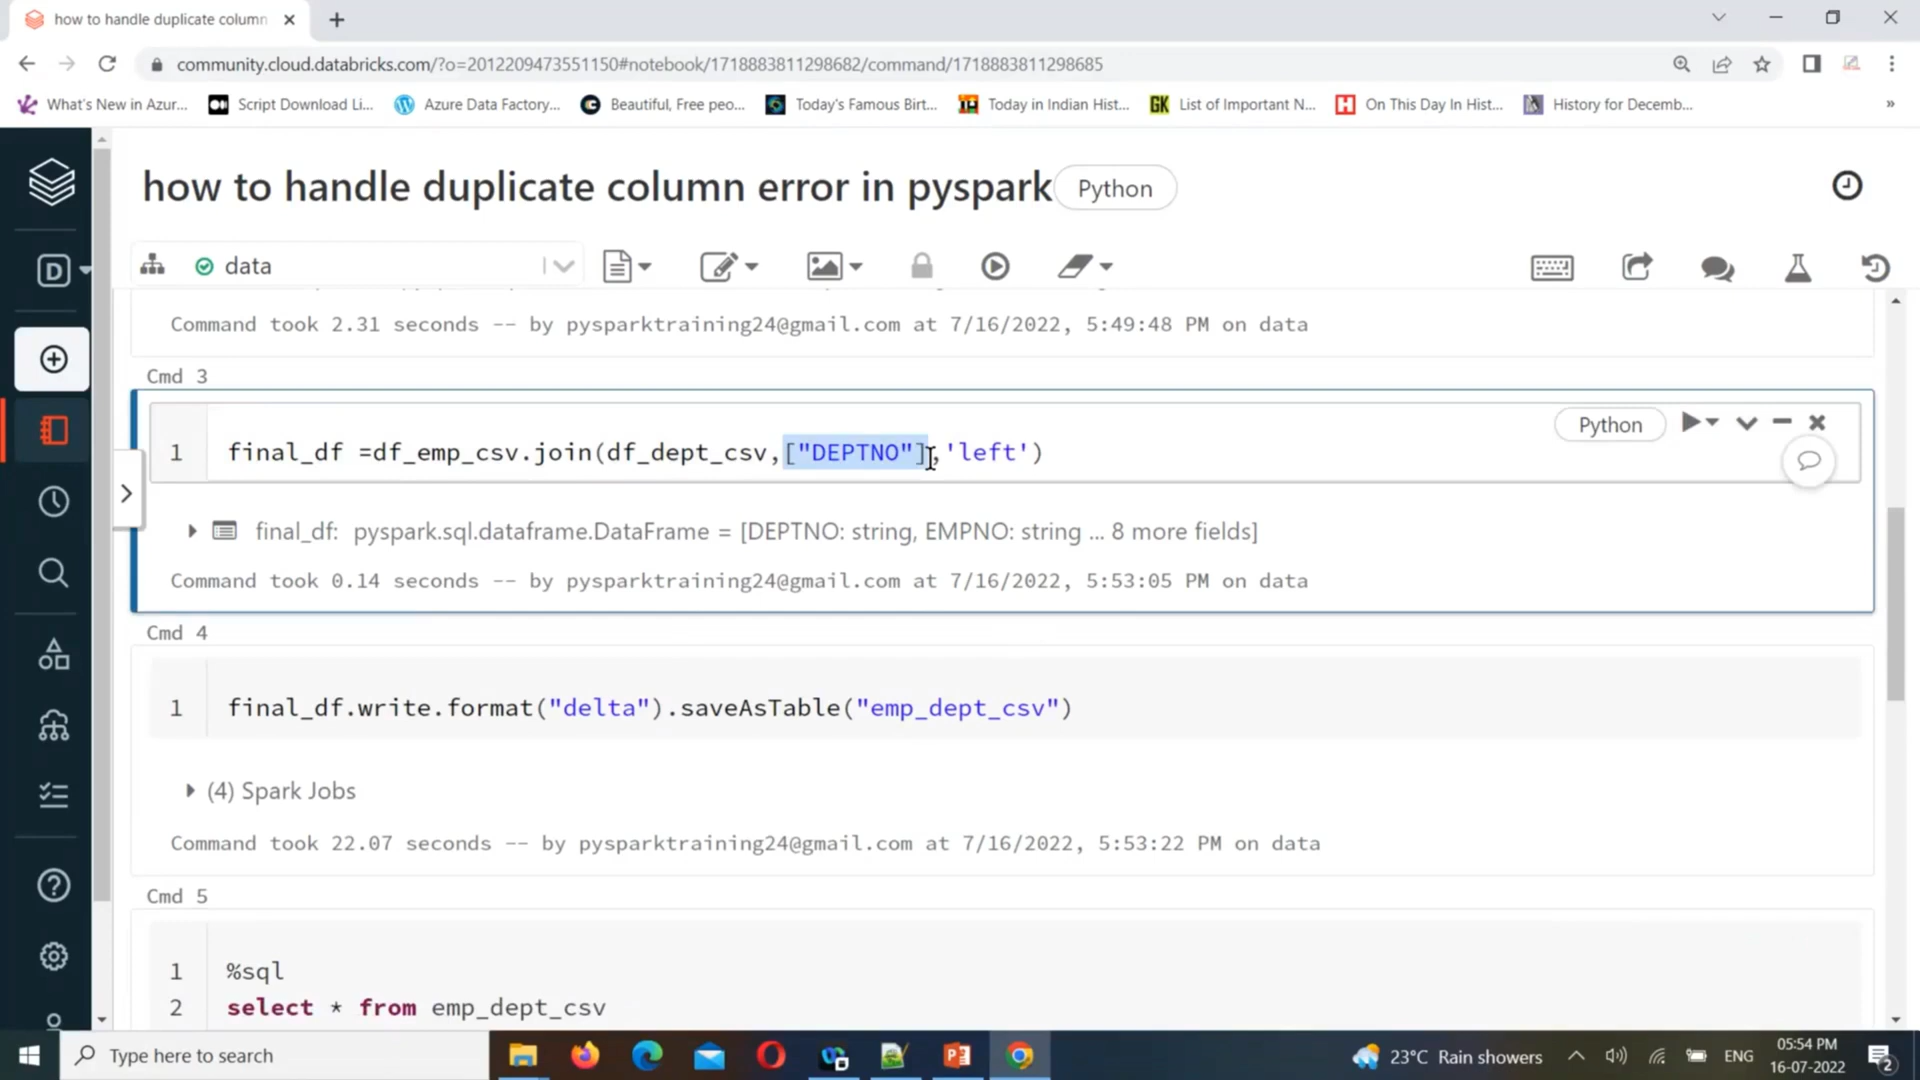 how to handle duplicate column
community.cloud.databricks.com/?o=2012209473551150#notebook/1718883811298682/command/1718883811298685
What's New in Azur...
Script Download Li...
Azure Data Factory...
Beautiful, Free peo...
Today's Famous Birt...
Today in Indian Hist...
GK
List of Important N...
H
On This Day In Hist...
History for Decemb...
»
how to handle duplicate column error in pyspark
Python
D
data
Command took 2.31 seconds -- by pysparktraining24@gmail.com at 7/16/2022, 5:49:48 PM on data
Cmd 3
Python
1 final_df =df_emp_csv.join(df_dept_csv,["DEPTNO"],'left')
final_df: pyspark.sql.dataframe.DataFrame = [DEPTNO: string, EMPNO: string ... 8 more fields]
Command took 0.14 seconds -- by pysparktraining24@gmail.com at 7/16/2022, 5:53:05 PM on data
Cmd 4
1 final_df.write.format("delta").saveAsTable("emp_dept_csv")
(4) Spark Jobs
Command took 22.07 seconds -- by pysparktraining24@gmail.com at 7/16/2022, 5:53:22 PM on data
Cmd 5
1 %sql
2 select * from emp_dept_csv
Type here to search
23°C Rain showers
ENG
05:54 PM
16-07-2022
2